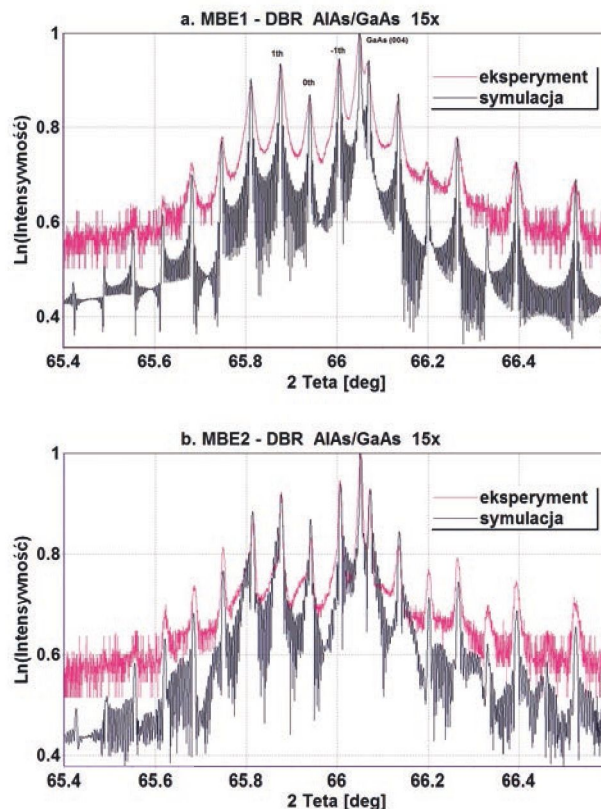 a. MBE1 - DBR AlAs/GaAs 15x
1
GaAs (004)
-1th
1th
0th
eksperyment
symulacja
0.8
0.6
0.4
Ln(Intensywność)
65.4 65.6 65.8 66 66.2 66.4
2 Teta [deg]
b. MBE2 - DBR AlAs/GaAs 15x
1
eksperyment
symulacja
0.8
0.6
0.4
Ln(Intensywność)
65.4 65.6 65.8 66 66.2 66.4
2 Teta [deg]